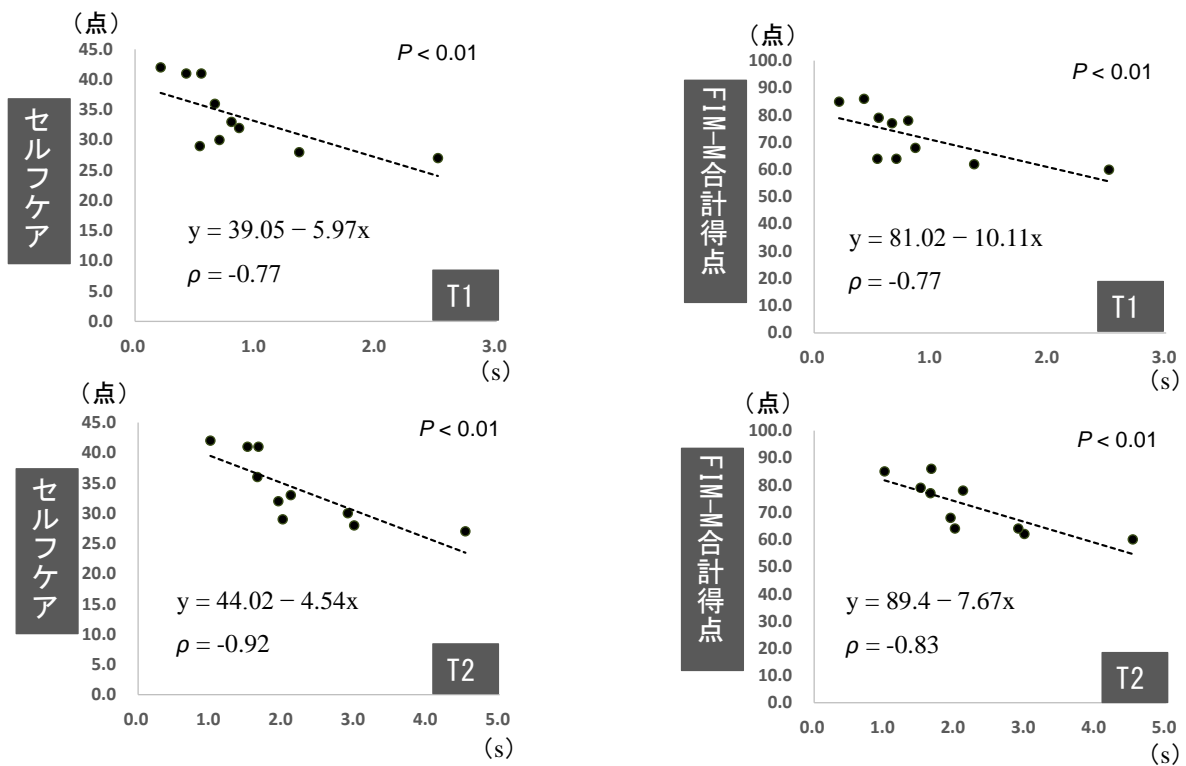 （点）
45.0
40.0
35.0
30.0
25.0
20.0
15.0
10.0
5.0
0.0
セルフケア
P < 0.01
y = 39.05 − 5.97x
ρ = -0.77
T1
0.0 1.0 2.0 3.0
（s）
（点）
100.0
90.0
80.0
70.0
60.0
50.0
40.0
30.0
20.0
10.0
0.0
FIM-M合計得点
P < 0.01
y = 81.02 − 10.11x
ρ = -0.77
T1
0.0 1.0 2.0 3.0
（s）
（点）
45.0
40.0
35.0
30.0
25.0
20.0
15.0
10.0
5.0
0.0
セルフケア
P < 0.01
y = 44.02 − 4.54x
ρ = -0.92
T2
0.0 1.0 2.0 3.0 4.0 5.0
（s）
（点）
100.0
90.0
80.0
70.0
60.0
50.0
40.0
30.0
20.0
10.0
0.0
FIM-M合計得点
P < 0.01
y = 89.4 − 7.67x
ρ = -0.83
T2
0.0 1.0 2.0 3.0 4.0 5.0
（s）